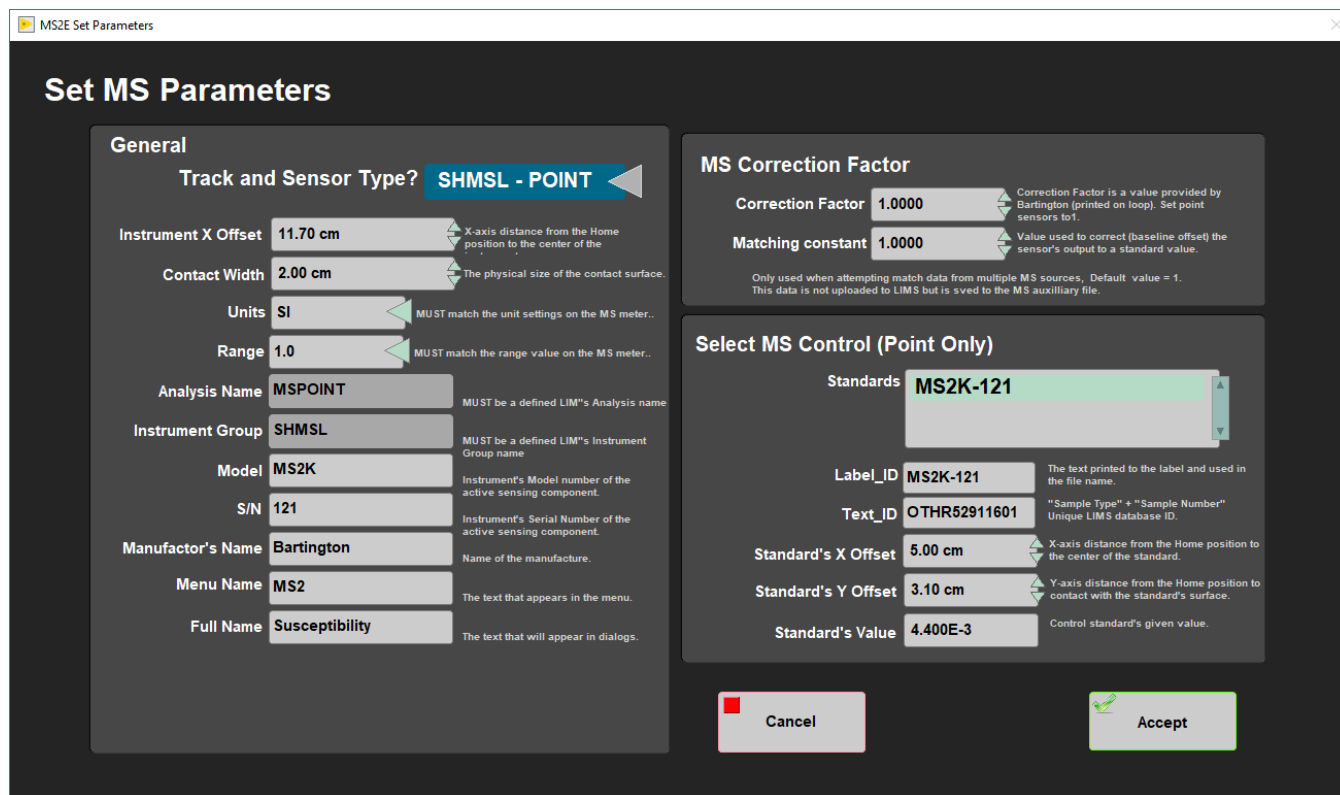 MS2E Set Parameters
Set MS Parameters
General
Track and Sensor Type? SHMSL - POINT
Instrument X Offset 11.70 cm X-axis distance from the Home
position to the center of the
Contact Width 2.00 cm The physical size of the contact surface.
Units SI MUST match the unit settings on the MS meter..
Range 1.0 MUST match the range value on the MS meter..
Analysis Name MSPOINT MUST be a defined LIM"s Analysis name
Instrument Group SHMSL MUST be a defined LIM"s Instrument
Group name
Model MS2K Instrument's Model number of the
active sensing component.
S/N 121 Instrument's Serial Number of the
active sensing component.
Manufactor's Name Bartington Name of the manufacture.
Menu Name MS2 The text that appears in the menu.
Full Name Susceptibility The text that will appear in dialogs.
MS Correction Factor
Correction Factor 1.0000 Correction Factor is a value provided by
Bartington (printed on loop). Set point
sensors to1.
Matching constant 1.0000 Value used to correct (baseline offset) the
sensor's output to a standard value.
Only used when attempting match data from multiple MS sources, Default value = 1.
This data is not uploaded to LIMS but is sved to the MS auxilliary file.
Select MS Control (Point Only)
Standards MS2K-121
Label_ID MS2K-121 The text printed to the label and used in
the file name.
Text_ID OTHR52911601 "Sample Type" + "Sample Number"
Unique LIMS database ID.
Standard's X Offset 5.00 cm X-axis distance from the Home position to
the center of the standard.
Standard's Y Offset 3.10 cm Y-axis distance from the Home position to
contact with the standard's surface.
Standard's Value 4.400E-3 Control standard's given value.
Cancel
Accept